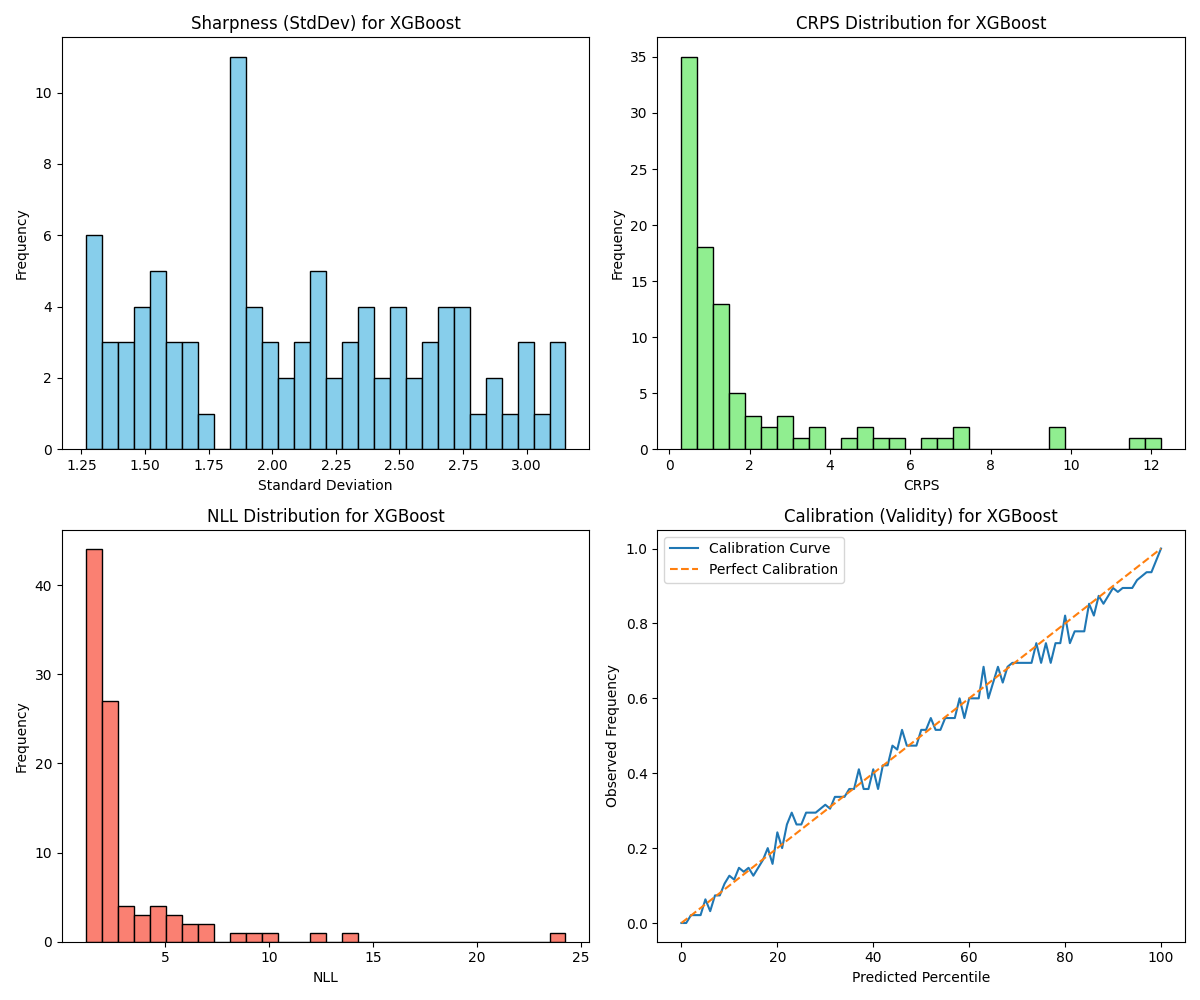 Sharpness (StdDev) for XGBoost
Frequency
10
8
6
4
2
0
1.25 1.50 1.75 2.00 2.25 2.50 2.75 3.00
Standard Deviation
CRPS Distribution for XGBoost
Frequency
35
30
25
20
15
10
5
0
0 2 4 6 8 10 12
CRPS
NLL Distribution for XGBoost
Frequency
40
30
20
10
0
5 10 15 20 25
NLL
Calibration (Validity) for XGBoost
Calibration Curve
Perfect Calibration
Observed Frequency
1.0
0.8
0.6
0.4
0.2
0.0
0 20 40 60 80 100
Predicted Percentile